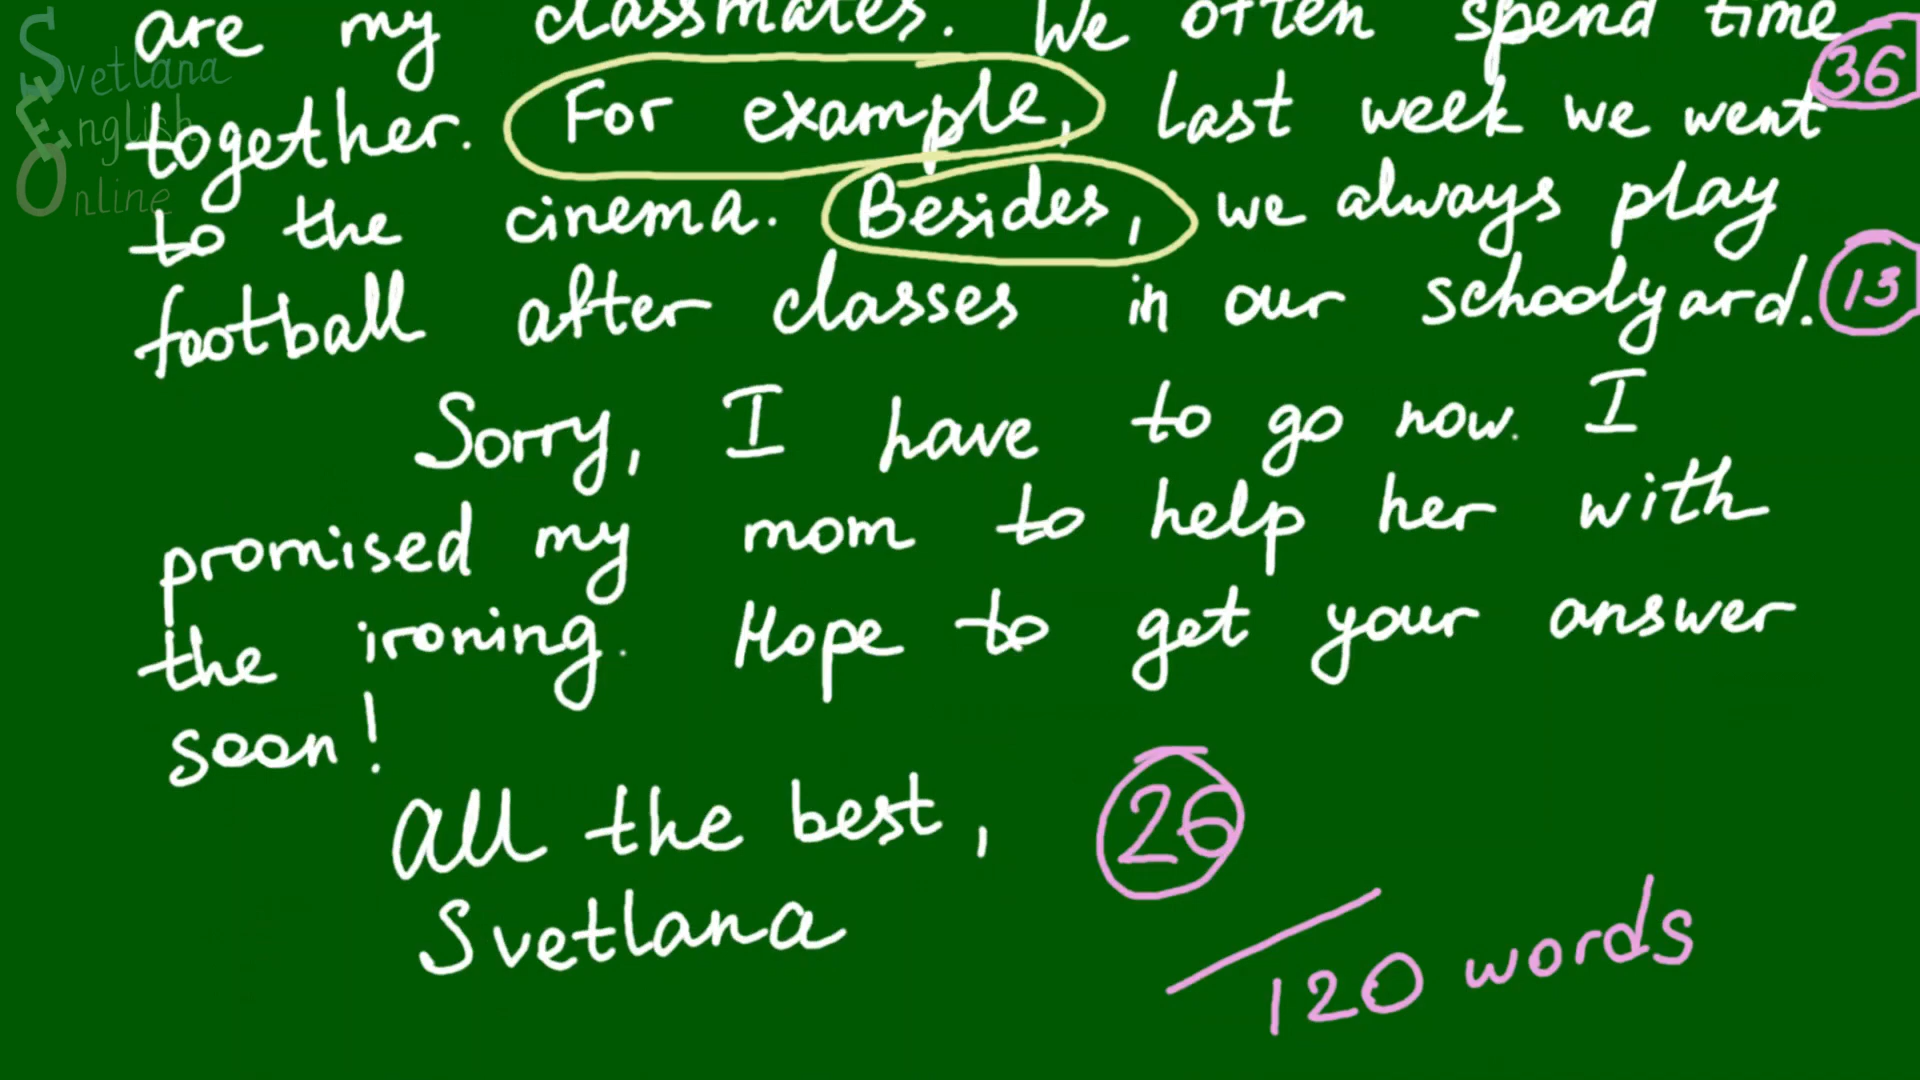 Svetlana
English
Online
are my classmates. We often spend time
36
together. For example, last week we went
to the cinema. Besides, we always play
football after classes in our schoolyard.
13
Sorry, I have to go now. I
promised my mom to help her with
the ironing. Hope to get your answer
soon!
All the best,
26
Svetlana
120 words